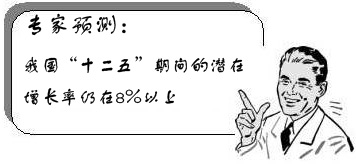 专家预测：
我国“十二五”期间的潜在
增长率仍在8%以上